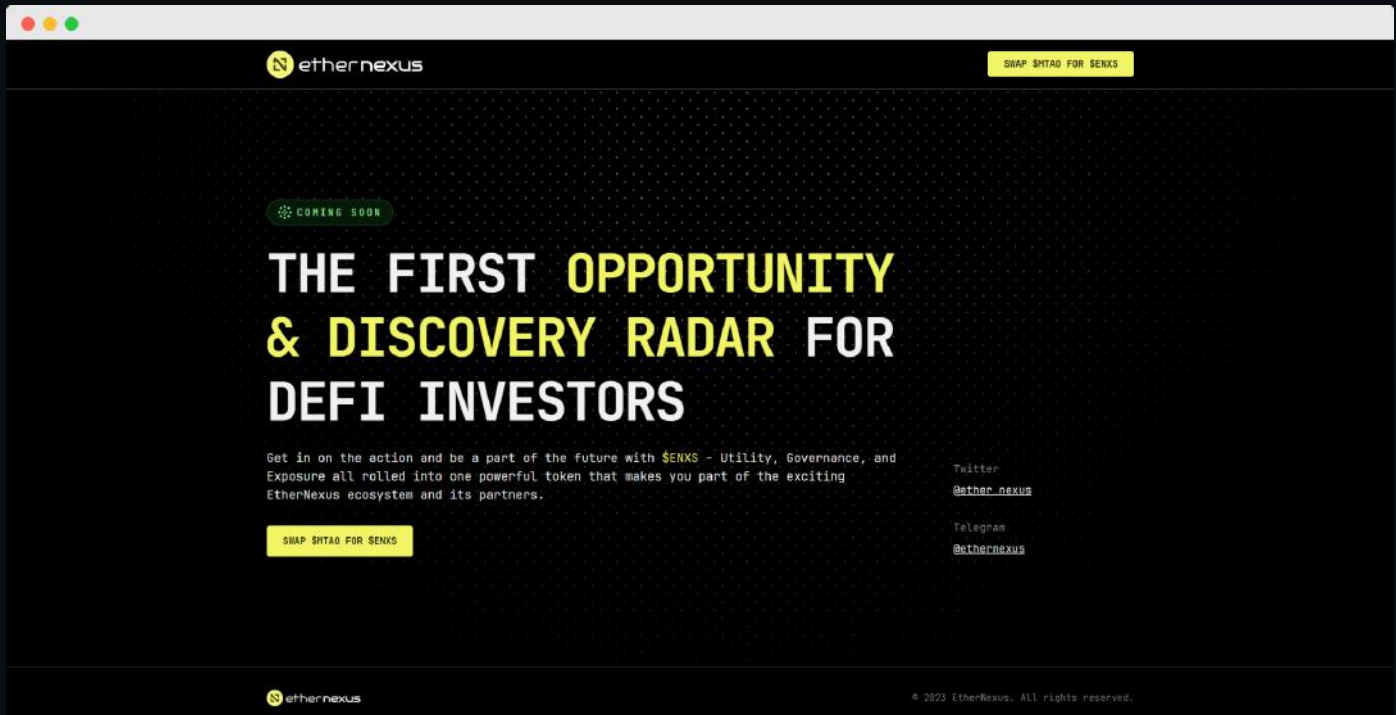 ethernexus
SWAP $MTAO FOR $ENXS
COMING SOON
THE FIRST OPPORTUNITY
& DISCOVERY RADAR FOR
DEFI INVESTORS
Get in on the action and be a part of the future with $ENXS - Utility, Governance, and
Exposure all rolled into one powerful token that makes you part of the exciting
EtherNexus ecosystem and its partners.
SWAP $MTAO FOR $ENXS
Twitter
@ether_nexus
Telegram
@ethernexus
ethernexus
© 2023 EtherNexus. All rights reserved.